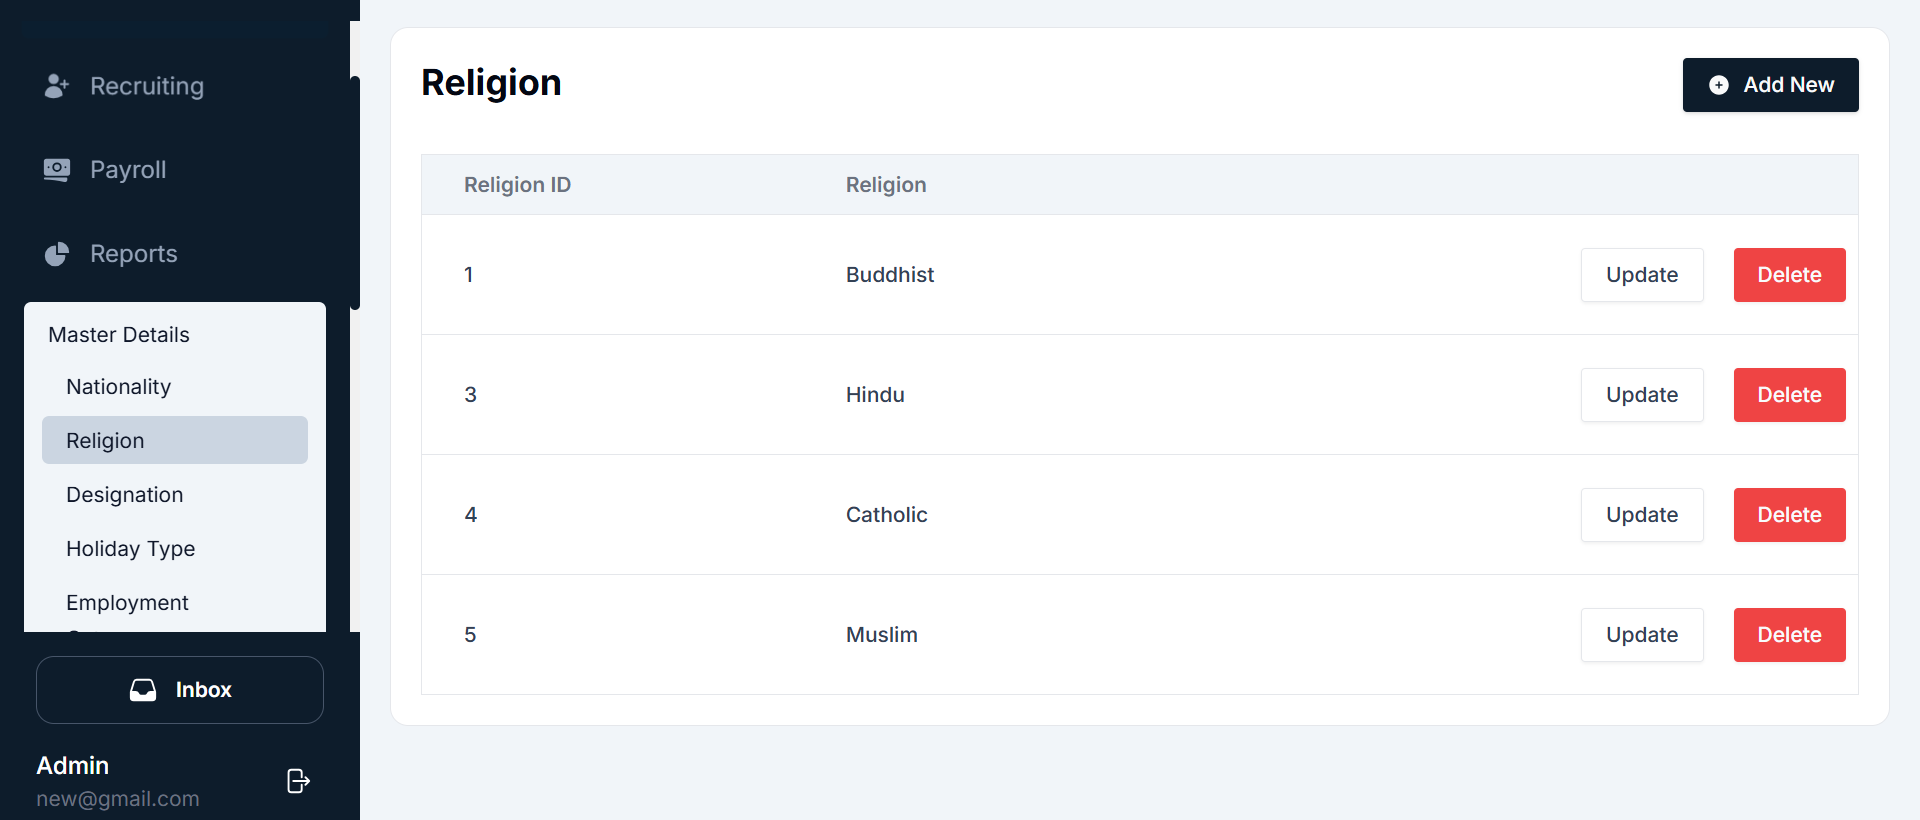 Recruiting
Payroll
Reports
Master Details
Nationality
Religion
Designation
Holiday Type
Employment
Inbox
Admin
new@gmail.com
Religion
Add New
Religion ID Religion
1 Buddhist Update Delete
3 Hindu Update Delete
4 Catholic Update Delete
5 Muslim Update Delete